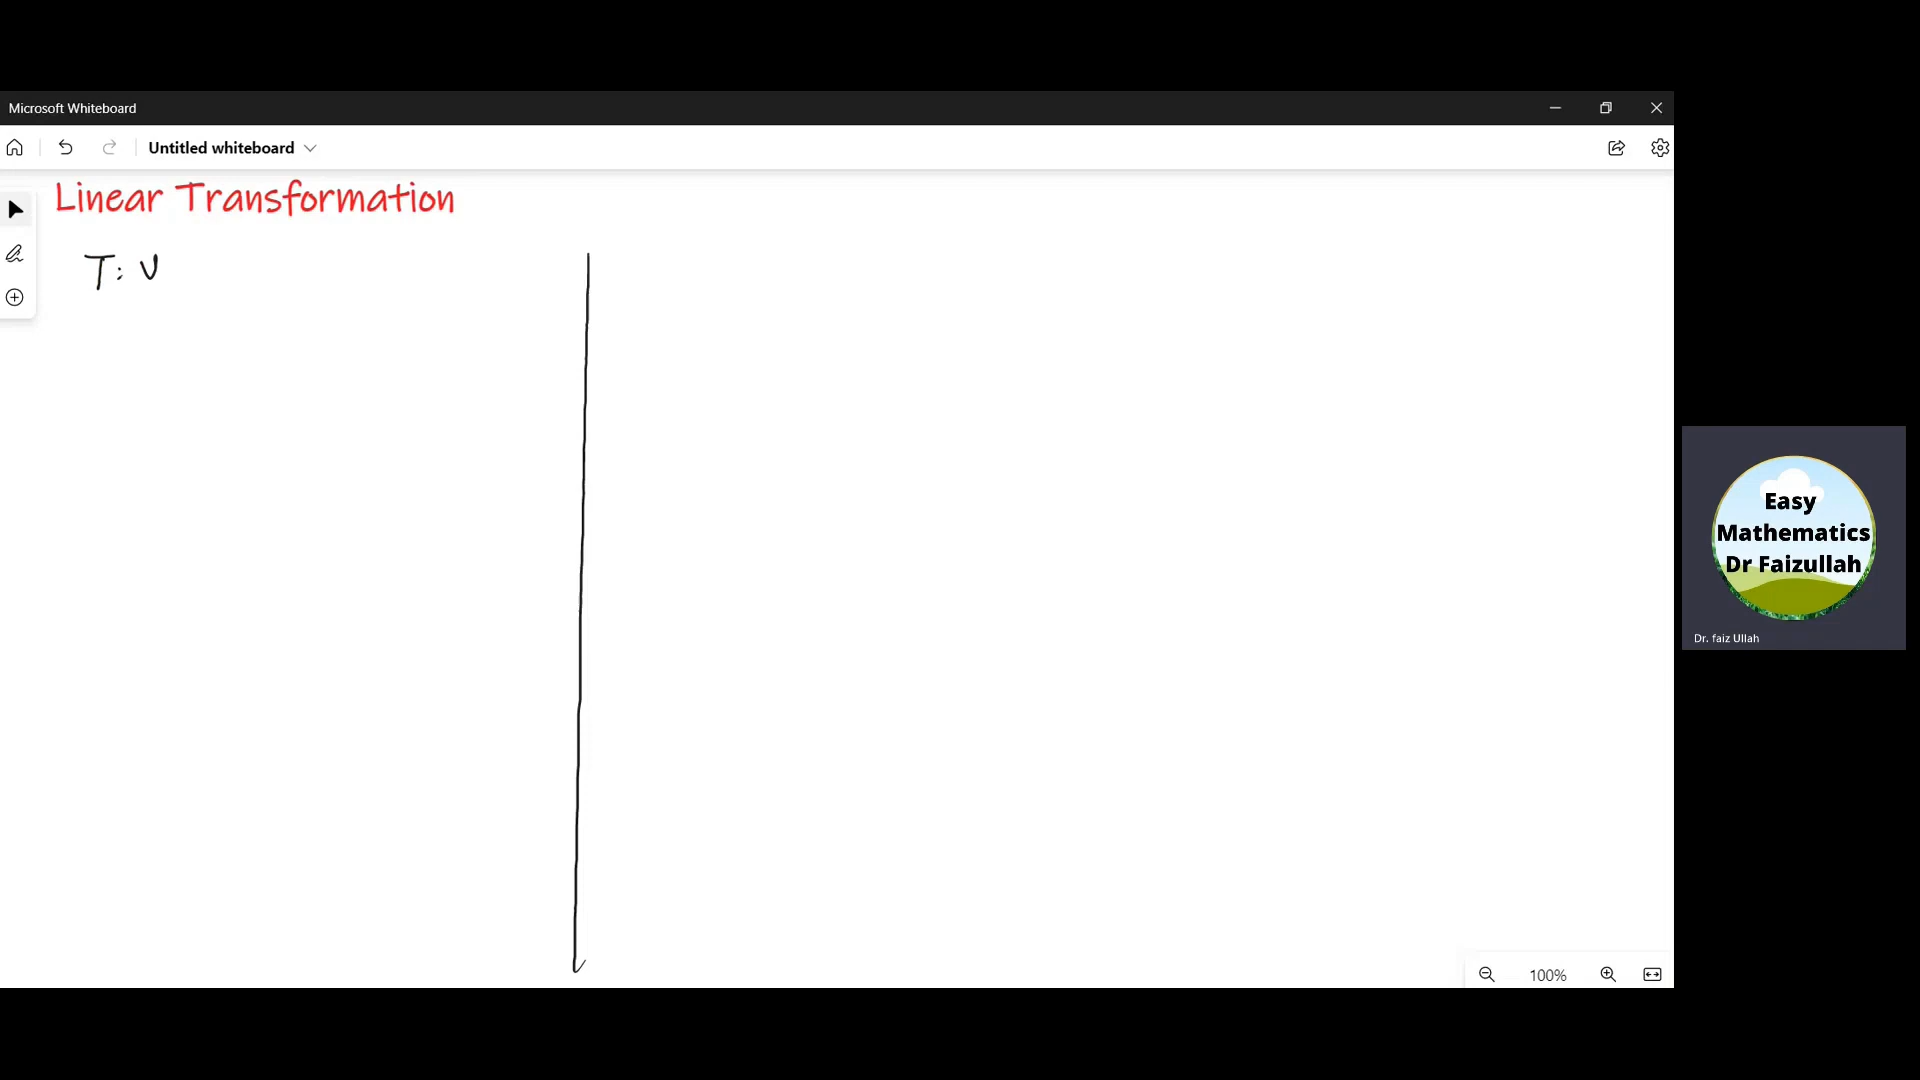 Microsoft Whiteboard
Untitled whiteboard
Linear Transformation
T: V
Easy
Mathematics
Dr Faizullah
Dr. faiz Ullah
100%